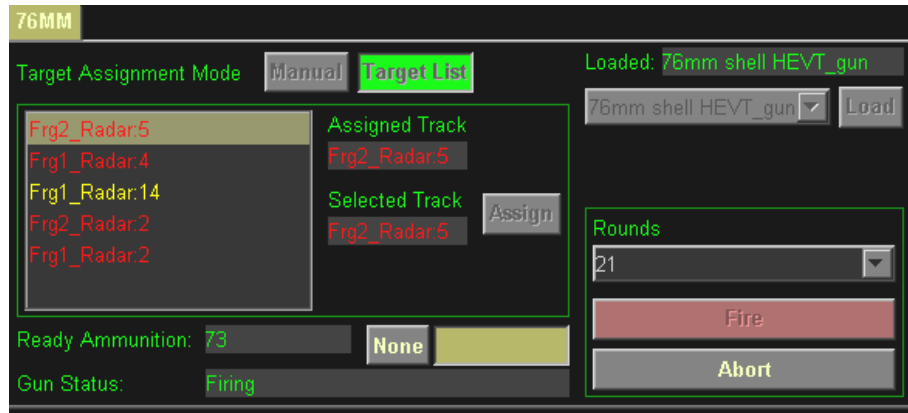 76MM
Target Assignment Mode Manual Target List
Loaded: 76mm shell HEVT_gun
76mm shell HEVT_gun Load
Frg2_Radar:5
Frg1_Radar:4
Frg1_Radar:14
Frg2_Radar:2
Frg1_Radar:2
Assigned Track
Frg2_Radar:5
Selected Track
Frg2_Radar:5
Assign
Rounds
21
Fire
Abort
Ready Ammunition: 73
None
Gun Status: Firing